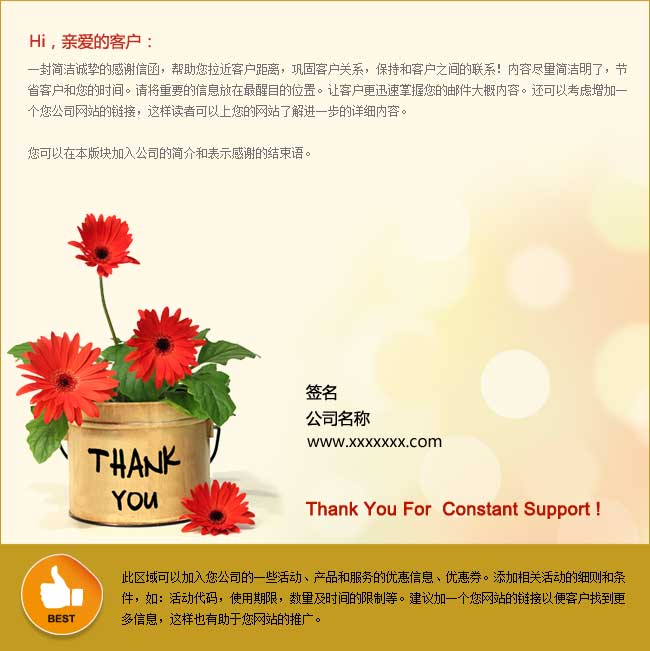 Hi，亲爱的客户：
一封简洁诚挚的感谢信函，帮助您拉近客户距离，巩固客户关系，保持和客户之间的联系！内容尽量简洁明了，节
省客户和您的时间。请将重要的信息放在最醒目的位置。让客户更迅速掌握您的邮件大概内容。还可以考虑增加一
个您公司网站的链接，这样读者可以上您的网站了解进一步的详细内容。
您可以在本版块加入公司的简介和表示感谢的结束语。
签名
公司名称
www.xxxxxxx.com
THANK
YOU
Thank You For Constant Support !
此区域可以加入您公司的一些活动、产品和服务的优惠信息、优惠券。添加相关活动的细则和条
件，如：活动代码，使用期限，数量及时间的限制等。建议加一个您网站的链接以便客户找到更
多信息，这样也有助于您网站的推广。
BEST